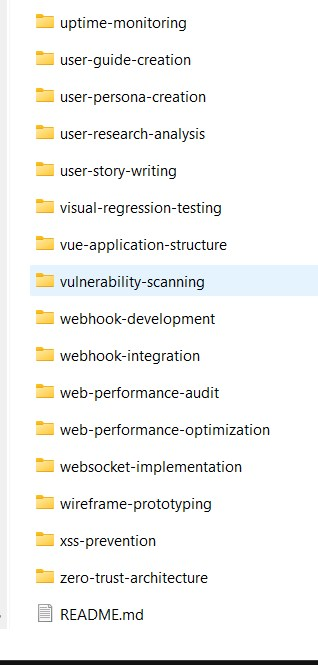 uptime-monitoring
user-guide-creation
user-persona-creation
user-research-analysis
user-story-writing
visual-regression-testing
vue-application-structure
vulnerability-scanning
webhook-development
webhook-integration
web-performance-audit
web-performance-optimization
websocket-implementation
wireframe-prototyping
xss-prevention
zero-trust-architecture
README.md